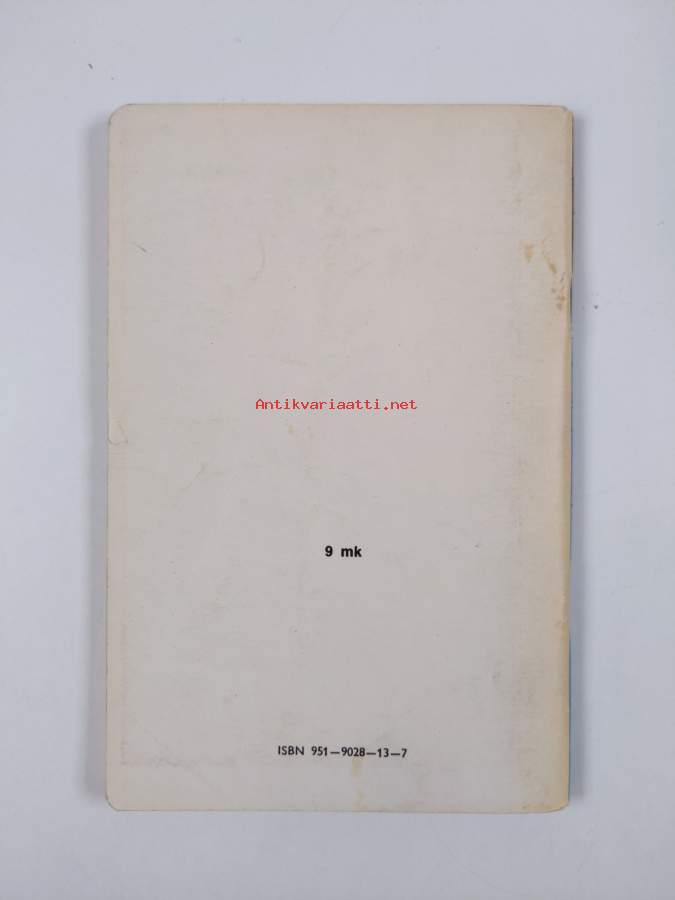 Antikvariaatti.net
9 mk
ISBN 951—9028—13—7